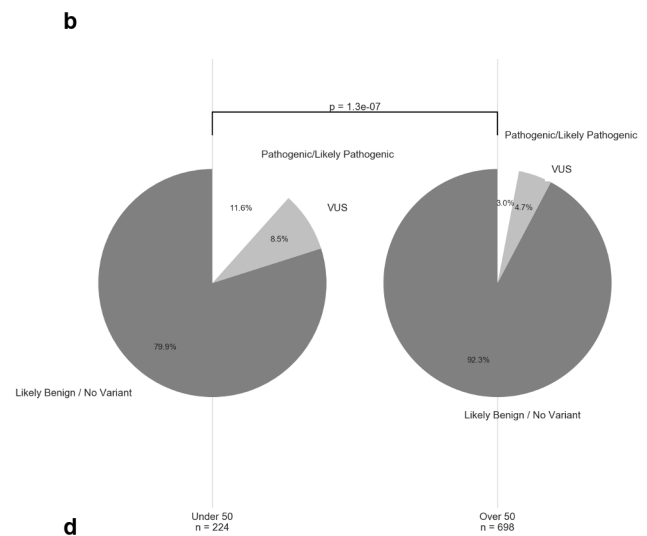 b
p = 1.3e-07
Pathogenic/Likely Pathogenic
Pathogenic/Likely Pathogenic
VUS
11.6%
3.0%
4.7%
VUS
8.5%
79.9%
92.3%
Likely Benign / No Variant
Likely Benign / No Variant
Under 50
n = 224
Over 50
n = 698
d